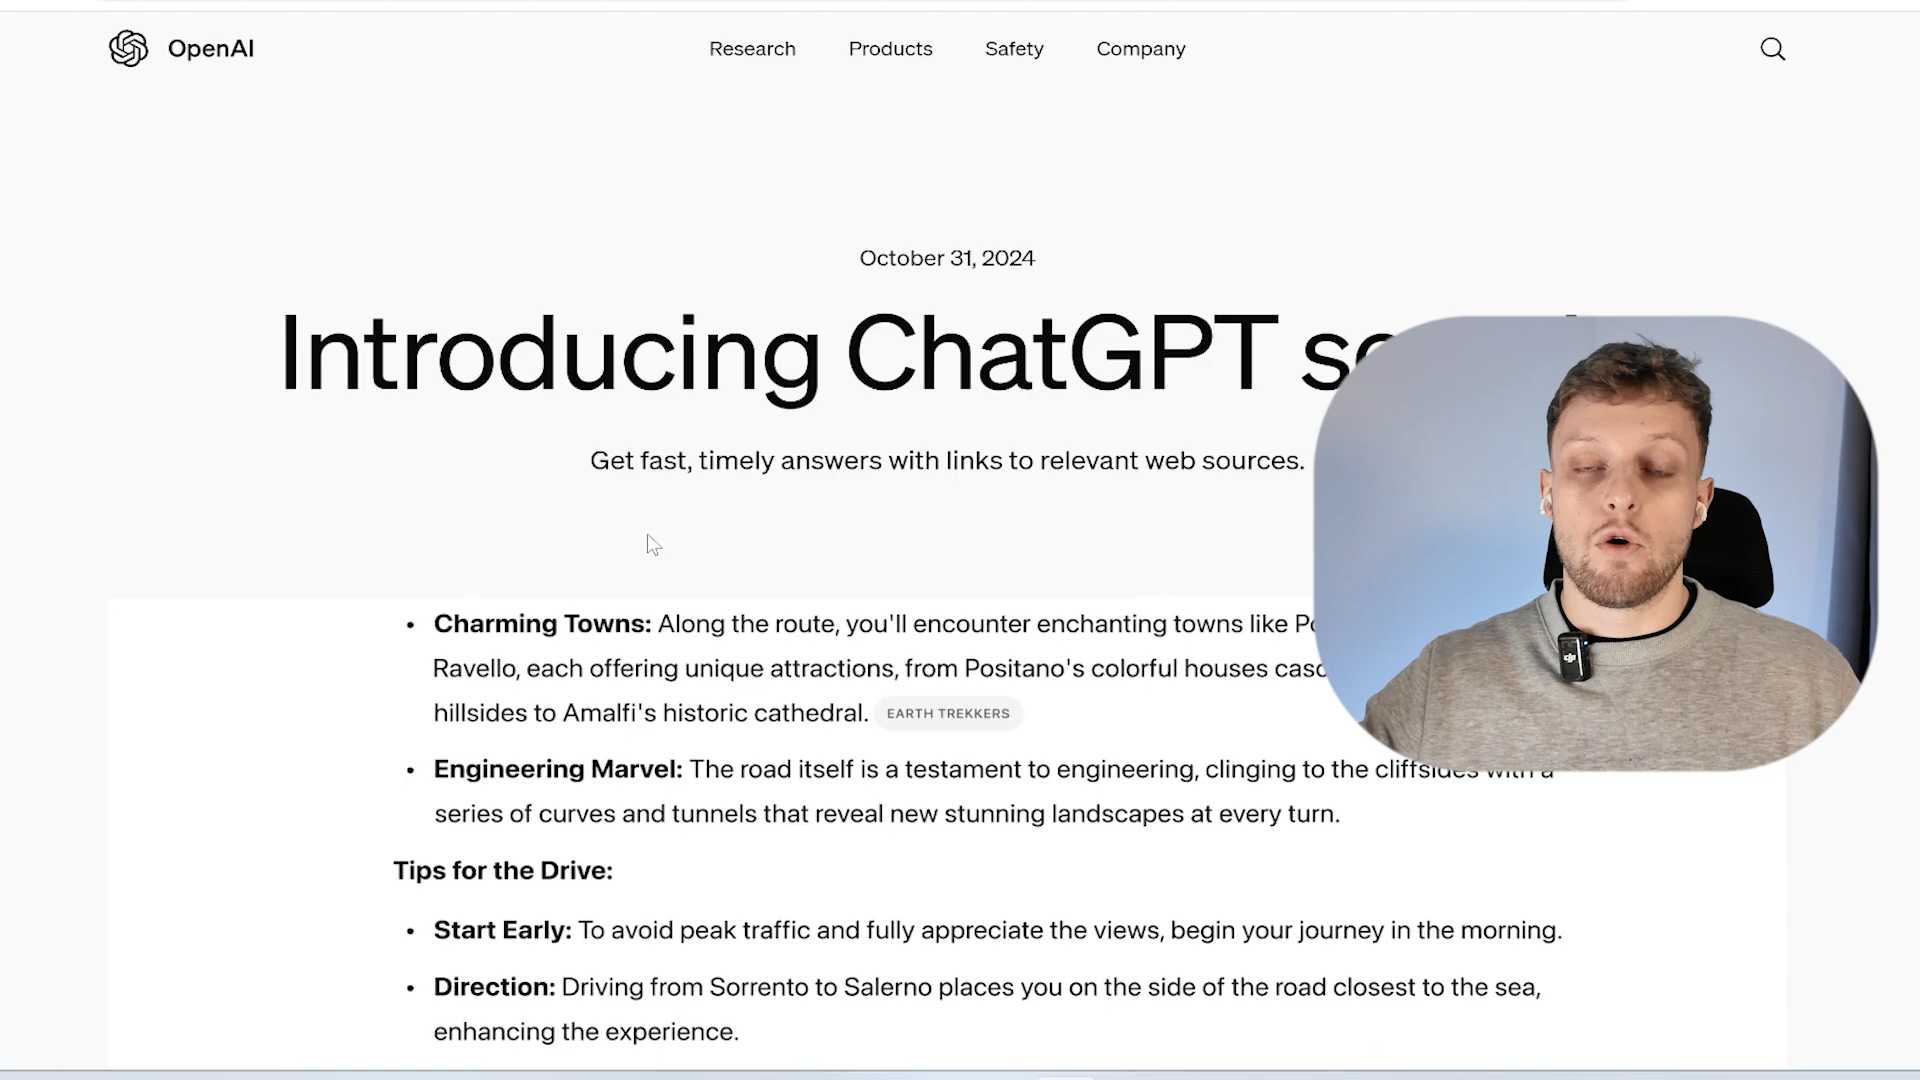 OpenAI
Research Products Safety Company
October 31, 2024
Introducing ChatGPT
Get fast, timely answers with links to relevant web sources.
• Charming Towns: Along the route, you'll encounter enchanting towns like
Ravello, each offering unique attractions, from Positano's colorful houses
hillsides to Amalfi's historic cathedral. EARTH TREKKERS
• Engineering Marvel: The road itself is a testament to engineering, clinging to the cliffsides with a
series of curves and tunnels that reveal new stunning landscapes at every turn.
Tips for the Drive:
• Start Early: To avoid peak traffic and fully appreciate the views, begin your journey in the morning.
• Direction: Driving from Sorrento to Salerno places you on the side of the road closest to the sea,
enhancing the experience.